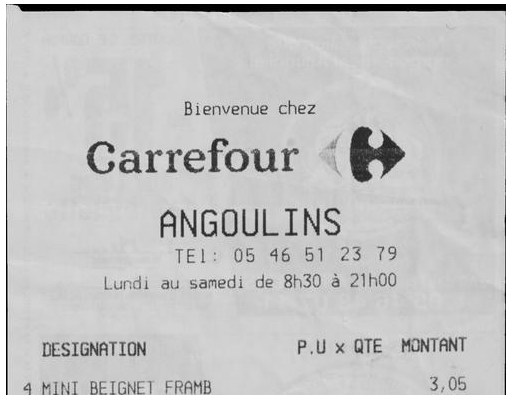 Bienvenue chez
Carrefour
ANGOULINS
TEl: 05 46 51 23 79
Lundi au samedi de 8h30 à 21h00
DESIGNATION P.U x QTE MONTANT
4 MINI BEIGNET FRAMB 3,05